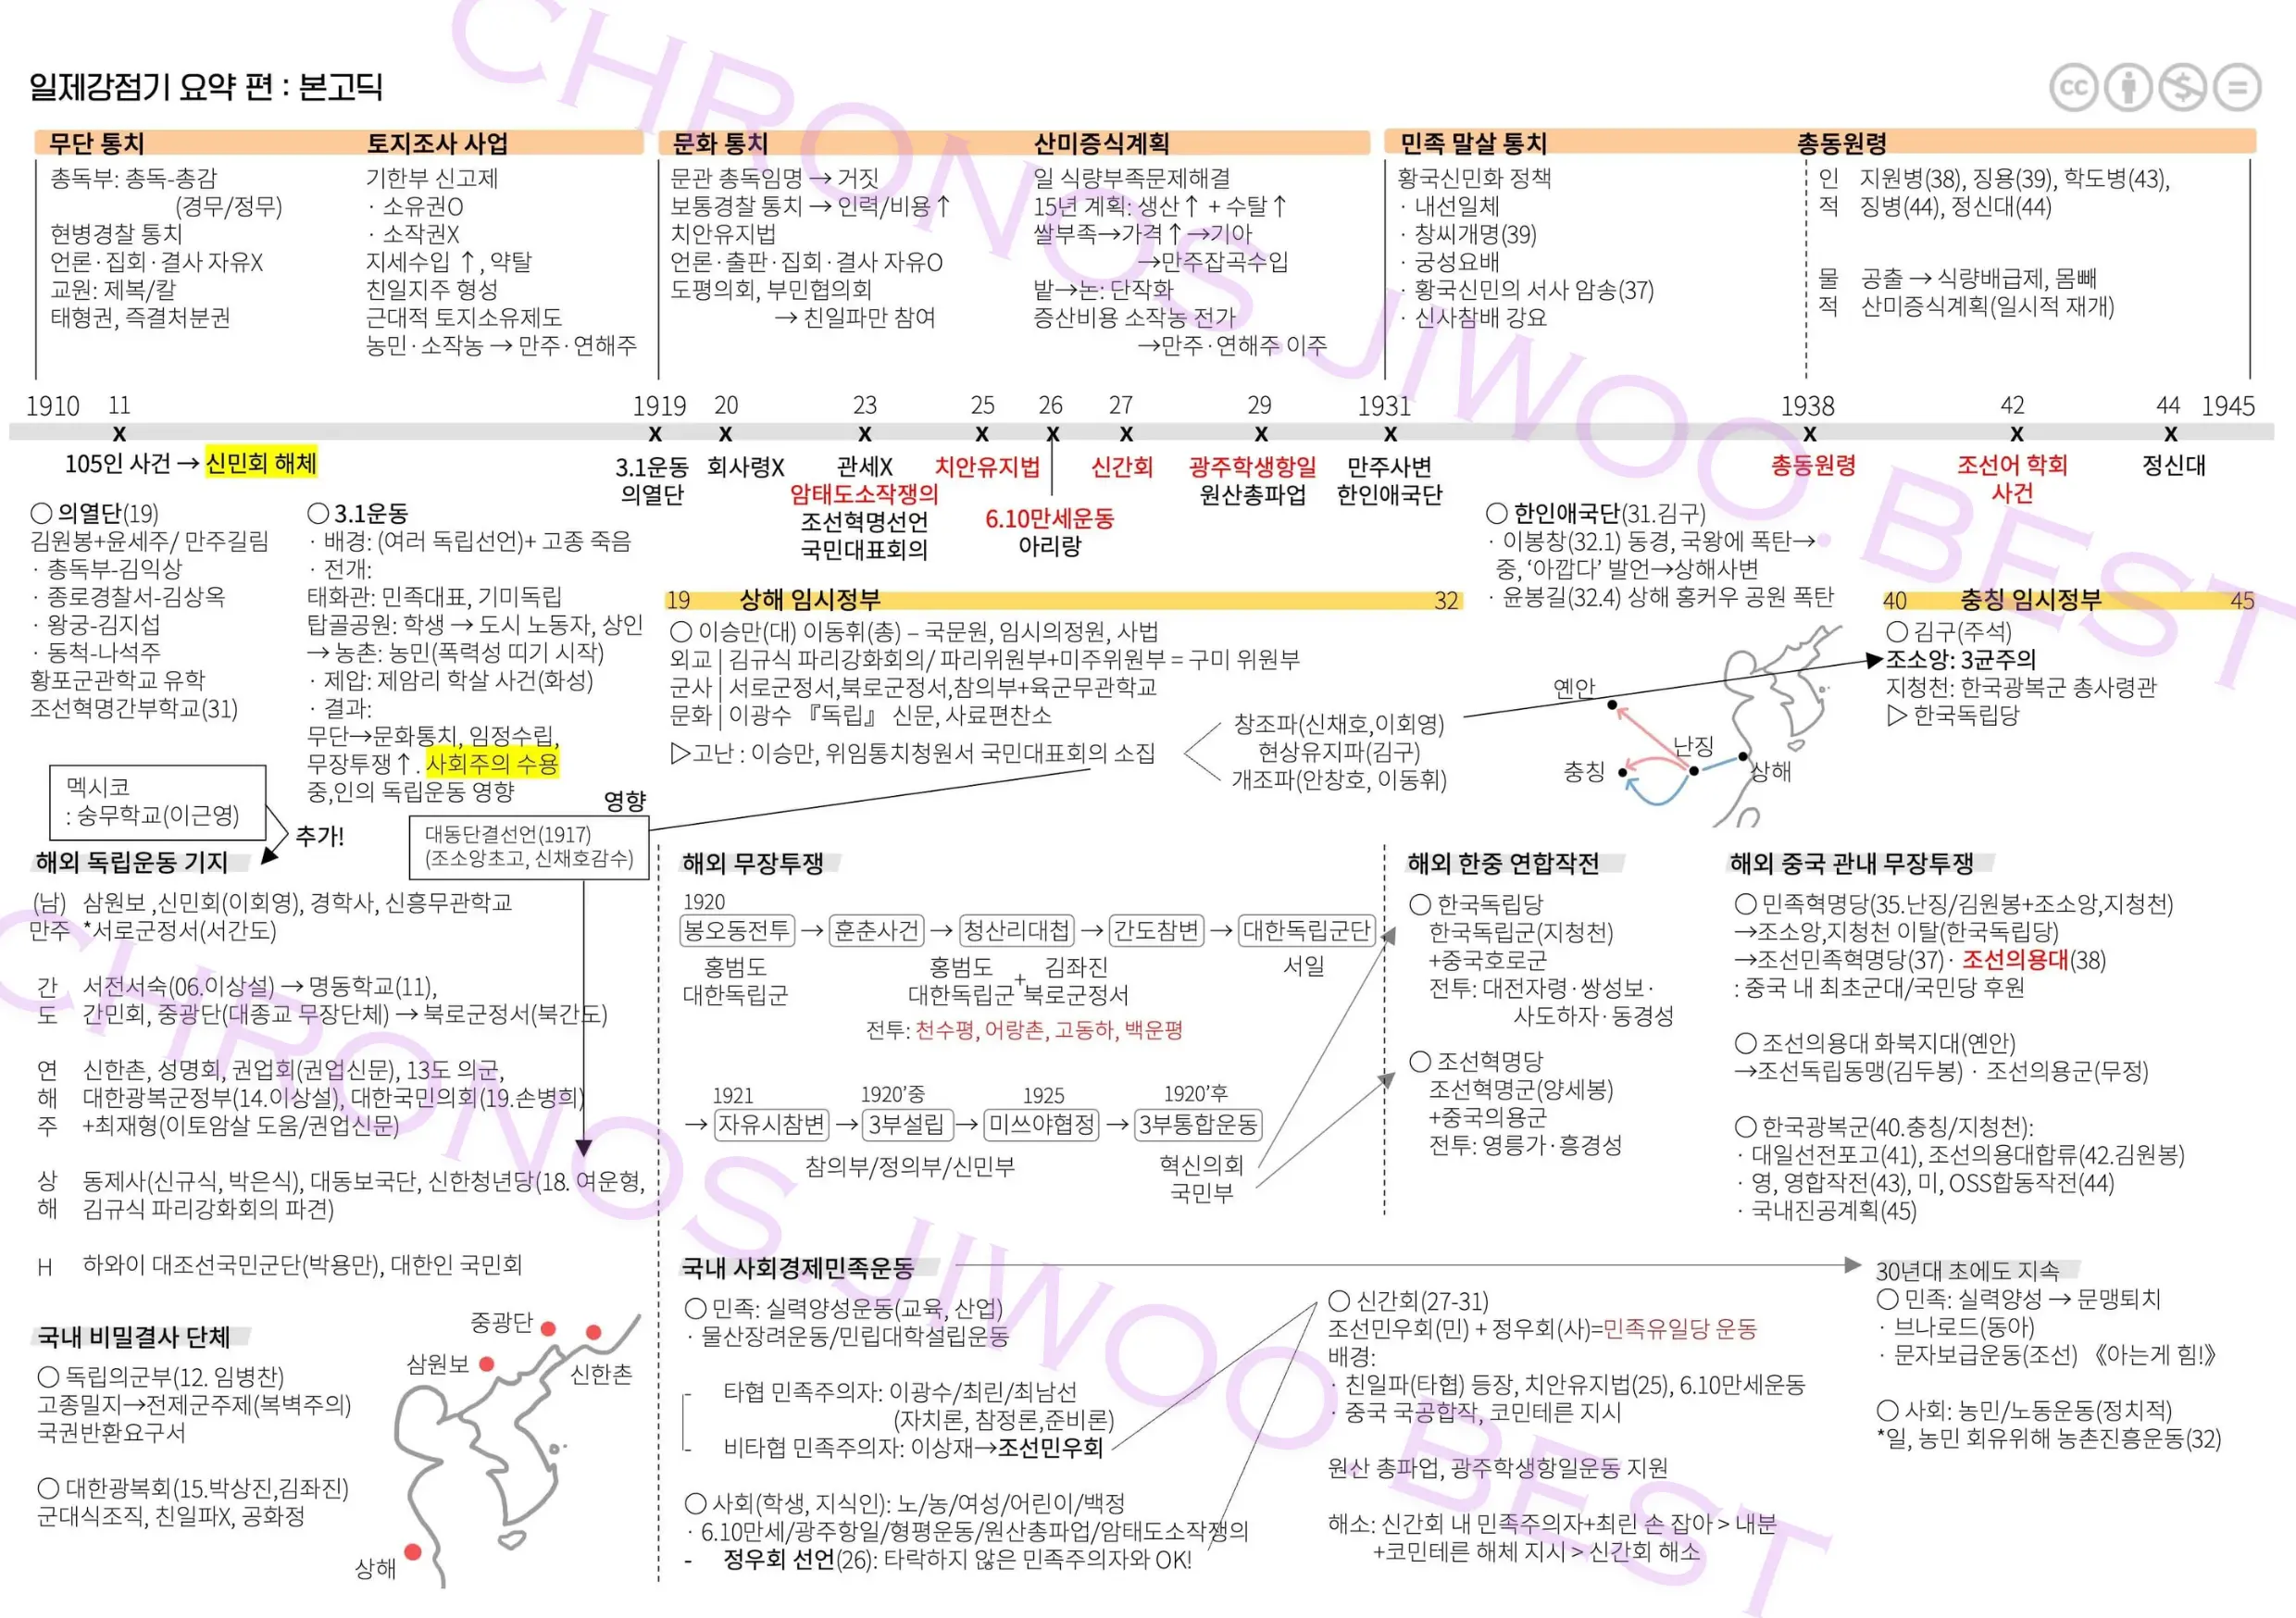 일제강점기 요약 편 : 본고딕
무단 통치
총독부: 총독-총감
(경무/정무)
현병경찰 통치
언론·집회·결사 자유X
교원: 제복/칼
태형권, 즉결처분권
토지조사 사업
기한부 신고제
· 소유권O
· 소작권X
지세수입 ↑, 약탈
친일지주 형성
근대적 토지소유제도
농민·소작농 → 만주·연해주
문화 통치
문관 총독임명 → 거짓
보통경찰 통치 → 인력/비용↑
치안유지법
언론·출판·집회·결사 자유O
도평의회, 부민협의회
→ 친일파만 참여
산미증식계획
일 식량부족문제해결
15년 계획: 생산↑ + 수탈↑
쌀부족→가격↑→기아
→만주잡곡수입
밭→논: 단작화
증산비용 소작농 전가
→만주·연해주 이주
민족 말살 통치
황국신민화 정책
· 내선일체
· 창씨개명(39)
· 궁성요배
· 황국신민의 서사 암송(37)
· 신사참배 강요
총동원령
인 지원병(38), 징용(39), 학도병(43),
적 징병(44), 정신대(44)
물 공출 → 식량배급제, 몸빼
적 산미증식계획(일시적 재개)
1910 11 1919 20 23 25 26 27 29 1931 1938 42 44 1945
x x x x x x x x x x x x
105인 사건 → 신민회 해체
3.1운동
의열단
회사령X
관세X
암태도소작쟁의
조선혁명선언
국민대표회의
치안유지법
6.10만세운동
아리랑
신간회
광주학생항일
원산총파업
만주사변
한인애국단
총동원령
조선어 학회
사건
정신대
○ 의열단(19)
김원봉+윤세주/ 만주길림
· 총독부-김익상
· 종로경찰서-김상옥
· 왕궁-김지섭
· 동척-나석주
황포군관학교 유학
조선혁명간부학교(31)
○ 3.1운동
· 배경: (여러 독립선언)+ 고종 죽음
· 전개:
태화관: 민족대표, 기미독립
탑골공원: 학생 → 도시 노동자, 상인
→ 농촌: 농민(폭력성 띠기 시작)
· 제압: 제암리 학살 사건(화성)
· 결과:
무단→문화통치, 임정수립,
무장투쟁↑. 사회주의 수용
중,인의 독립운동 영향
○ 한인애국단(31.김구)
· 이봉창(32.1) 동경, 국왕에 폭탄→
중, ‘아깝다’ 발언→상해사변
· 윤봉길(32.4) 상해 홍커우 공원 폭탄
19 상해 임시정부 32
○ 이승만(대) 이동휘(총) – 국문원, 임시의정원, 사법
외교 | 김규식 파리강화회의/ 파리위원부+미주위원부 = 구미 위원부
군사 | 서로군정서,북로군정서,참의부+육군무관학교
문화 | 이광수 『독립』 신문, 사료편찬소
▷고난 : 이승만, 위임통치청원서 국민대표회의 소집
창조파(신채호,이회영)
현상유지파(김구)
개조파(안창호, 이동휘)
40 충칭 임시정부 45
○ 김구(주석)
조소앙: 3균주의
지청천: 한국광복군 총사령관
▷ 한국독립당
옌안
난징
충칭
상해
멕시코
: 숭무학교(이근영)
추가!
영향
대동단결선언(1917)
(조소앙초고, 신채호감수)
해외 독립운동 기지
(남) 삼원보 ,신민회(이회영), 경학사, 신흥무관학교
만주 *서로군정서(서간도)
간 서전서숙(06.이상설) → 명동학교(11),
도 간민회, 중광단(대종교 무장단체) → 북로군정서(북간도)
연 신한촌, 성명회, 권업회(권업신문), 13도 의군,
해 대한광복군정부(14.이상설), 대한국민의회(19.손병희)
주 +최재형(이토암살 도움/권업신문)
상 동제사(신규식, 박은식), 대동보국단, 신한청년당(18. 여운형,
해 김규식 파리강화회의 파견)
H 하와이 대조선국민군단(박용만), 대한인 국민회
국내 비밀결사 단체
○ 독립의군부(12. 임병찬)
고종밀지→전제군주제(복벽주의)
국권반환요구서
○ 대한광복회(15.박상진,김좌진)
군대식조직, 친일파X, 공화정
중광단
삼원보
신한촌
상해
해외 무장투쟁
1920
봉오동전투 → 훈춘사건 → 청산리대첩 → 간도참변 → 대한독립군단
홍범도
대한독립군
홍범도 + 김좌진
대한독립군 북로군정서
서일
전투: 천수평, 어랑촌, 고동하, 백운평
1921 1920’중 1925 1920’후
→ 자유시참변 → 3부설립 → 미쓰야협정 → 3부통합운동
참의부/정의부/신민부
혁신의회
국민부
해외 한중 연합작전
○ 한국독립당
한국독립군(지청천)
+중국호로군
전투: 대전자령·쌍성보·
사도하자·동경성
○ 조선혁명당
조선혁명군(양세봉)
+중국의용군
전투: 영릉가·흥경성
해외 중국 관내 무장투쟁
○ 민족혁명당(35.난징/김원봉+조소앙,지청천)
→조소앙,지청천 이탈(한국독립당)
→조선민족혁명당(37)· 조선의용대(38)
: 중국 내 최초군대/국민당 후원
○ 조선의용대 화북지대(옌안)
→조선독립동맹(김두봉) · 조선의용군(무정)
○ 한국광복군(40.충칭/지청천):
· 대일선전포고(41), 조선의용대합류(42.김원봉)
· 영, 영합작전(43), 미, OSS합동작전(44)
· 국내진공계획(45)
국내 사회경제민족운동
○ 민족: 실력양성운동(교육, 산업)
· 물산장려운동/민립대학설립운동
- 타협 민족주의자: 이광수/최린/최남선
(자치론, 참정론,준비론)
- 비타협 민족주의자: 이상재→조선민우회
○ 사회(학생, 지식인): 노/농/여성/어린이/백정
· 6.10만세/광주항일/형평운동/원산총파업/암태도소작쟁의
- 정우회 선언(26): 타락하지 않은 민족주의자와 OK!
○ 신간회(27-31)
조선민우회(민) + 정우회(사)=민족유일당 운동
배경:
· 친일파(타협) 등장, 치안유지법(25), 6.10만세운동
· 중국 국공합작, 코민테른 지시
원산 총파업, 광주학생항일운동 지원
해소: 신간회 내 민족주의자+최린 손 잡아 > 내분
+코민테른 해체 지시 > 신간회 해소
30년대 초에도 지속
○ 민족: 실력양성 → 문맹퇴치
· 브나로드(동아)
· 문자보급운동(조선) 《아는게 힘!》
○ 사회: 농민/노동운동(정치적)
*일, 농민 회유위해 농촌진흥운동(32)
CHRONOS.JIWOO.BEST
CHRONOS.JIWOO.BEST
cc